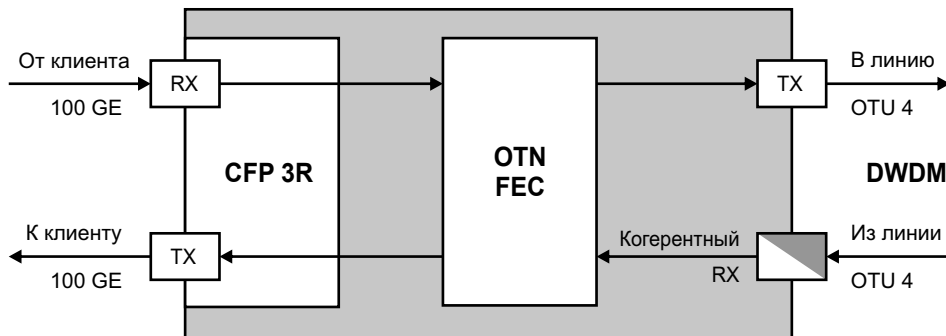 От клиента
100 GE
RX
CFP 3R
OTN
FEC
TX
В линию
OTU 4
DWDM
К клиенту
100 GE
TX
Когерентный
RX
Из линии
OTU 4